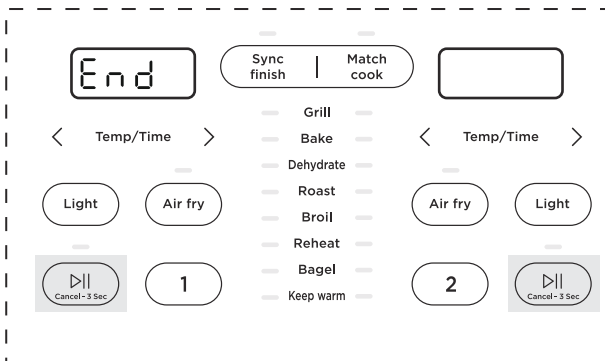 End
Sync
finish
Match
cook
Temp/Time
Temp/Time
Grill
Bake
Dehydrate
Roast
Broil
Reheat
Bagel
Keep warm
Light
Air fry
Air fry
Light
Cancel - 3 Sec
1
2
Cancel - 3 Sec